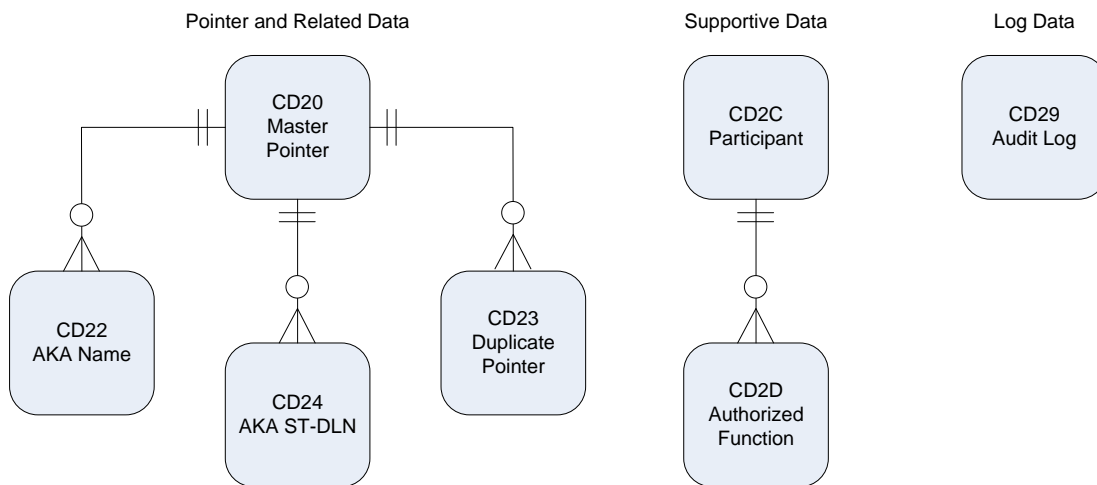 Pointer and Related Data
Supportive Data
Log Data
CD20
Master
Pointer
CD2C
Participant
CD29
Audit Log
CD22
AKA Name
CD24
AKA ST-DLN
CD23
Duplicate
Pointer
CD2D
Authorized
Function